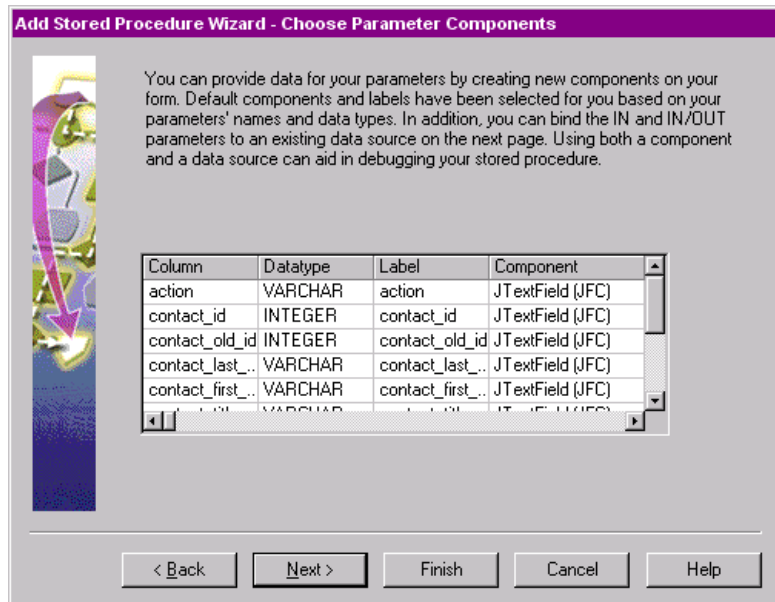 Add Stored Procedure Wizard - Choose Parameter Components
You can provide data for your parameters by creating new components on your
form. Default components and labels have been selected for you based on your
parameters' names and data types. In addition, you can bind the IN and IN/OUT
parameters to an existing data source on the next page. Using both a component
and a data source can aid in debugging your stored procedure.
Column Datatype Label Component
action VARCHAR action JTextField (JFC)
contact_id INTEGER contact_id JTextField (JFC)
contact_old_id INTEGER contact_old_id JTextField (JFC)
contact_last_.. VARCHAR contact_last_.. JTextField (JFC)
contact_first_.. VARCHAR contact_first_.. JTextField (JFC)
VARCHAR JTextField (JFC)
< Back Next > Finish Cancel Help